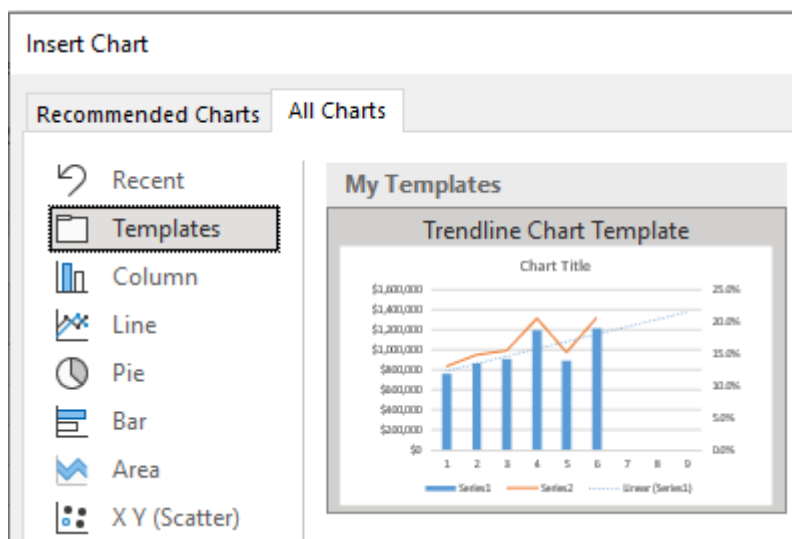 Insert Chart
Recommended Charts
All Charts
Recent
Templates
Column
Line
Pie
Bar
Area
X Y (Scatter)
My Templates
Trendline Chart Template
Chart Title
$1,600,000
$1,400,000
$1,200,000
$1,000,000
$800,000
$600,000
$400,000
$200,000
$0
25.0%
20.0%
15.0%
10.0%
5.0%
0.0%
1 2 3 4 5 6 7 8 9
Series1 Series2 Linear (Series1)